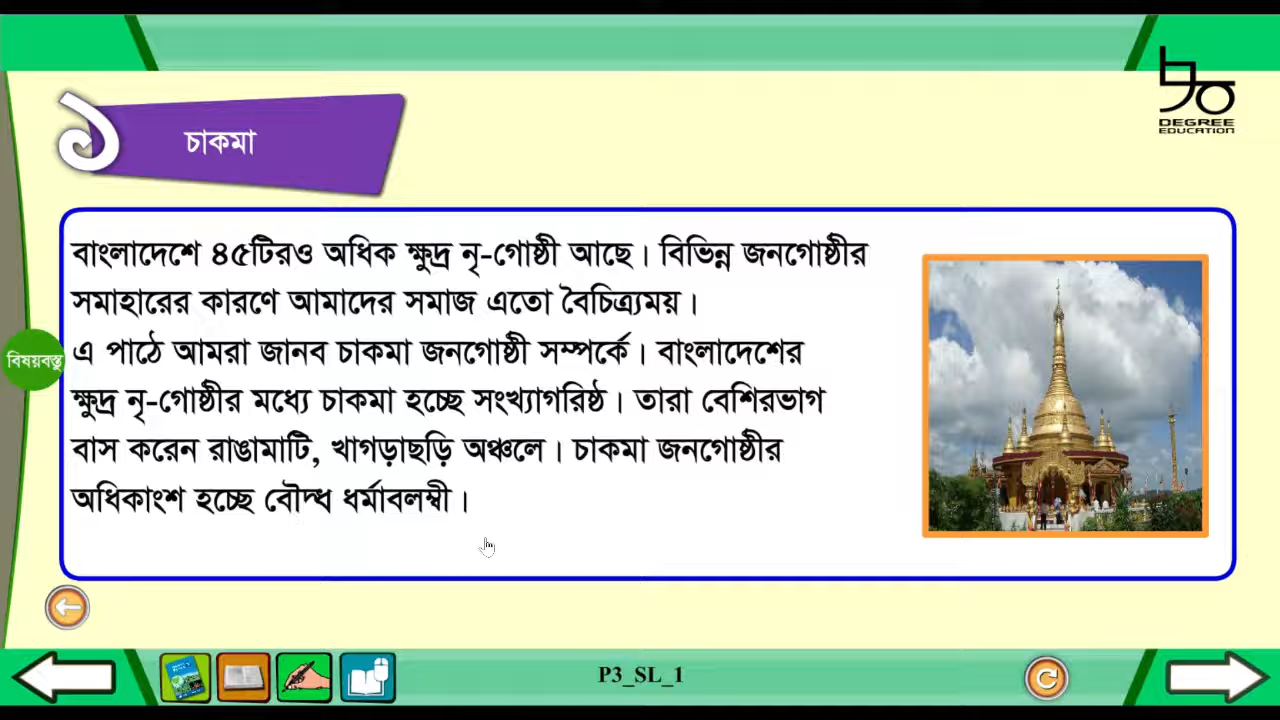 ১
চাকমা
DEGREE
EDUCATION
বাংলাদেশে ৪৫টিরও অধিক ক্ষুদ্র নৃ-গোষ্ঠী আছে। বিভিন্ন জনগোষ্ঠীর
সমাহারের কারণে আমাদের সমাজ এতো বৈচিত্র্যময়।
এ পাঠে আমরা জানব চাকমা জনগোষ্ঠী সম্পর্কে। বাংলাদেশের
ক্ষুদ্র নৃ-গোষ্ঠীর মধ্যে চাকমা হচ্ছে সংখ্যাগরিষ্ঠ। তারা বেশিরভাগ
বাস করেন রাঙামাটি, খাগড়াছড়ি অঞ্চলে। চাকমা জনগোষ্ঠীর
অধিকাংশ হচ্ছে বৌদ্ধ ধর্মাবলম্বী।
বিষয়বস্তু
P3_SL_1